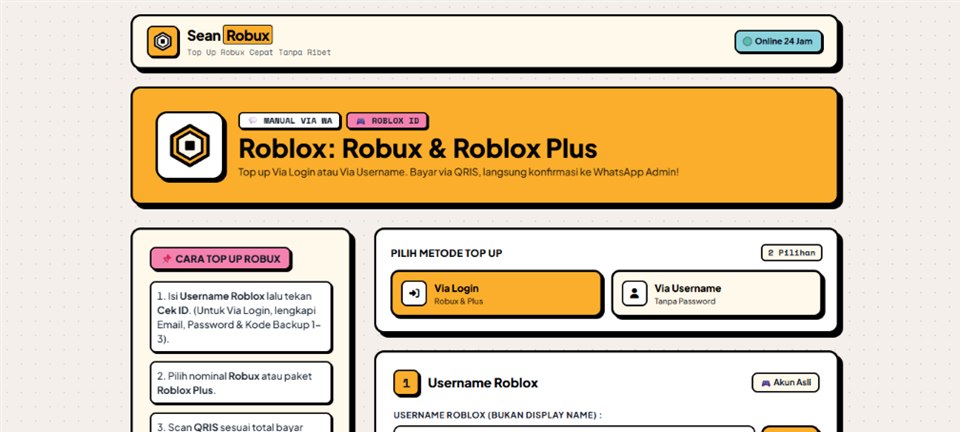 Sean Robux
Top Up Robux Cepat Tanpa Ribet
Online 24 Jam
MANUAL VIA WA
ROBLOX ID
Roblox: Robux & Roblox Plus
Top up Via Login atau Via Username. Bayar via QRIS, langsung konfirmasi ke WhatsApp Admin!
CARA TOP UP ROBUX
1. Isi Username Roblox lalu tekan
Cek ID. (Untuk Via Login, lengkapi
Email, Password & Kode Backup 1–
3).
2. Pilih nominal Robux atau paket
Roblox Plus.
3. Scan QRIS sesuai total bayar
PILIH METODE TOP UP
2 Pilihan
Via Login
Robux & Plus
Via Username
Tanpa Password
1
Username Roblox
Akun Asli
USERNAME ROBLOX (BUKAN DISPLAY NAME) :